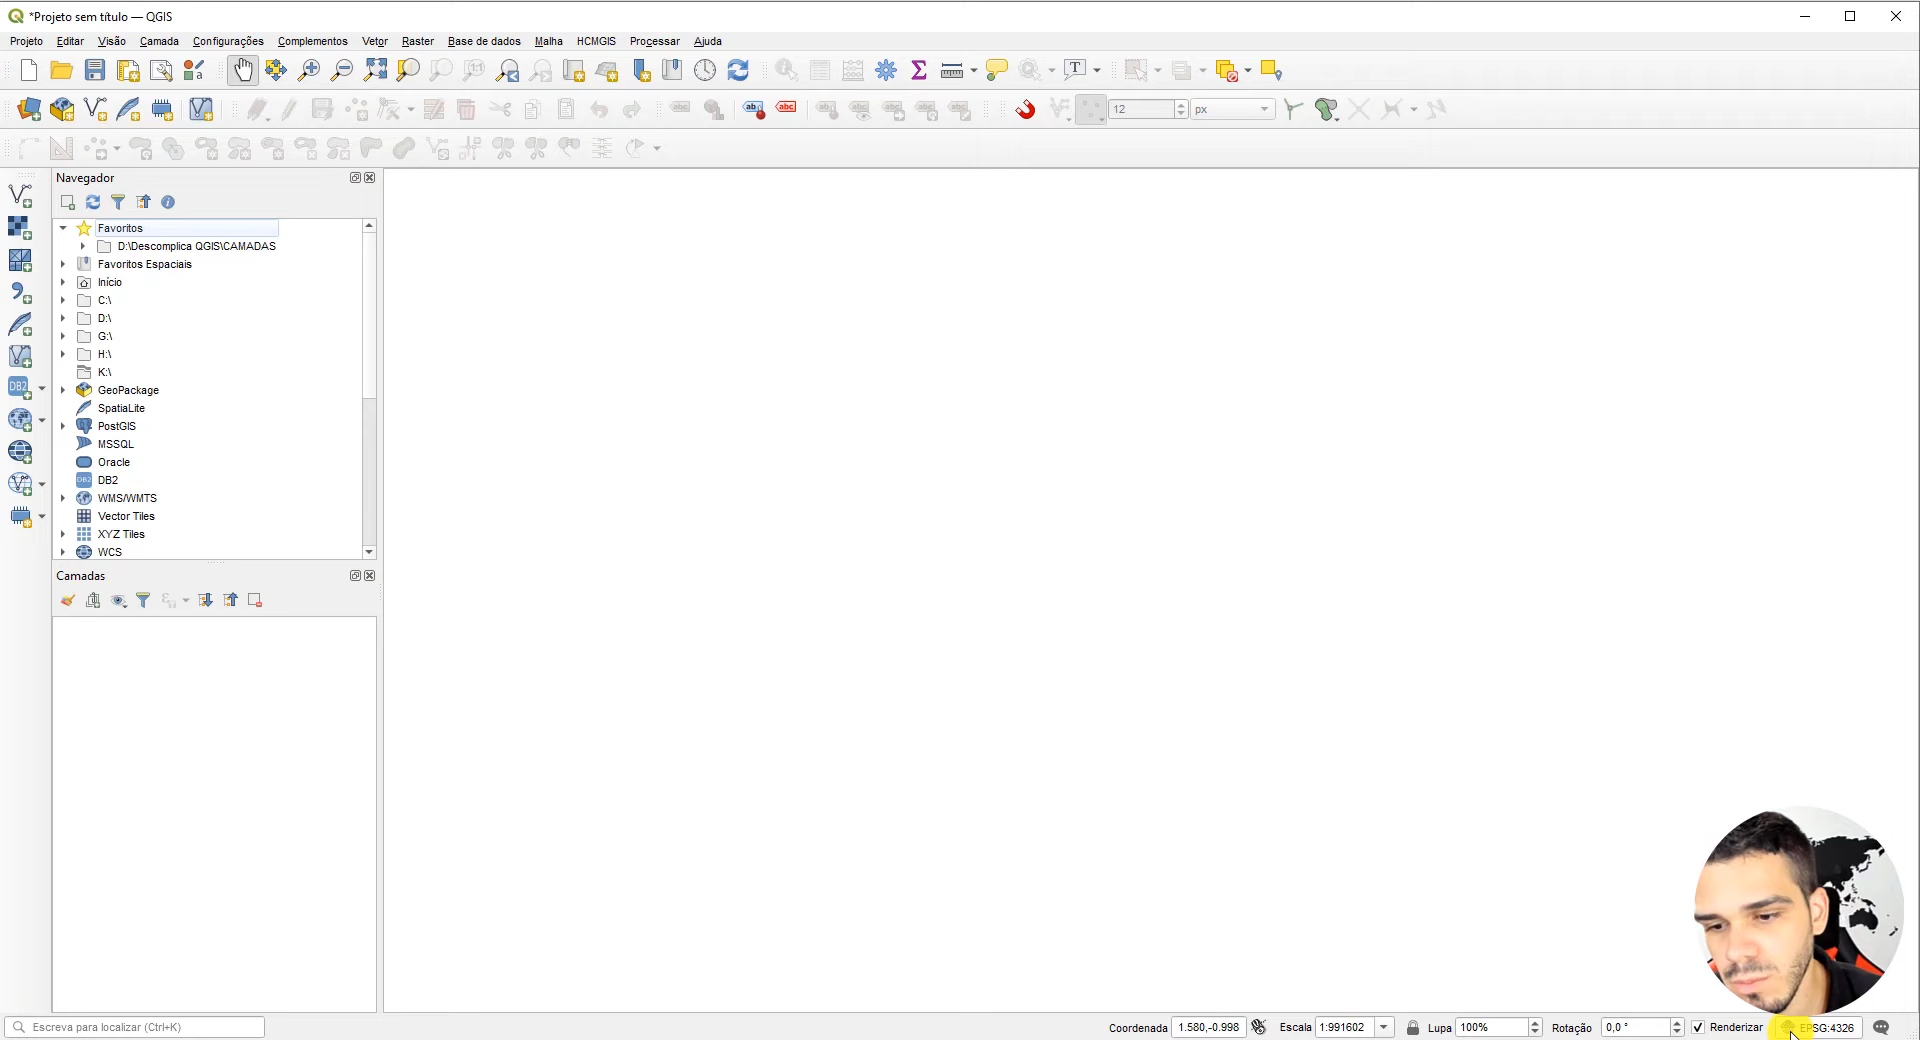 *Projeto sem título — QGIS
Projeto Editar Visão Camada Configurações Complementos Vetor Raster Base de dados Malha HCMGIS Processar Ajuda
12 px
Navegador
Favoritos
D:\Descomplica QGIS\CAMADAS
Favoritos Espaciais
Início
C:\
D:\
G:\
H:\
K:\
GeoPackage
SpatiaLite
PostGIS
MSSQL
Oracle
DB2
WMS/WMTS
Vector Tiles
XYZ Tiles
WCS
Camadas
Escreva para localizar (Ctrl+K)
Coordenada 1.580,-0.998 Escala 1:991602 Lupa 100% Rotação 0,0 ° Renderizar EPSG:4326